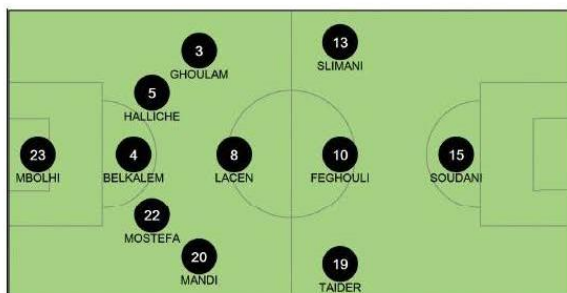 13
SLIMANI
3
GHOULAM
5
HALLICHE
23
MBOLHI
4
BELKALEM
8
LACEN
10
FEGHOULI
15
SOUDANI
22
MOSTEFA
20
MANDI
19
TAIDER